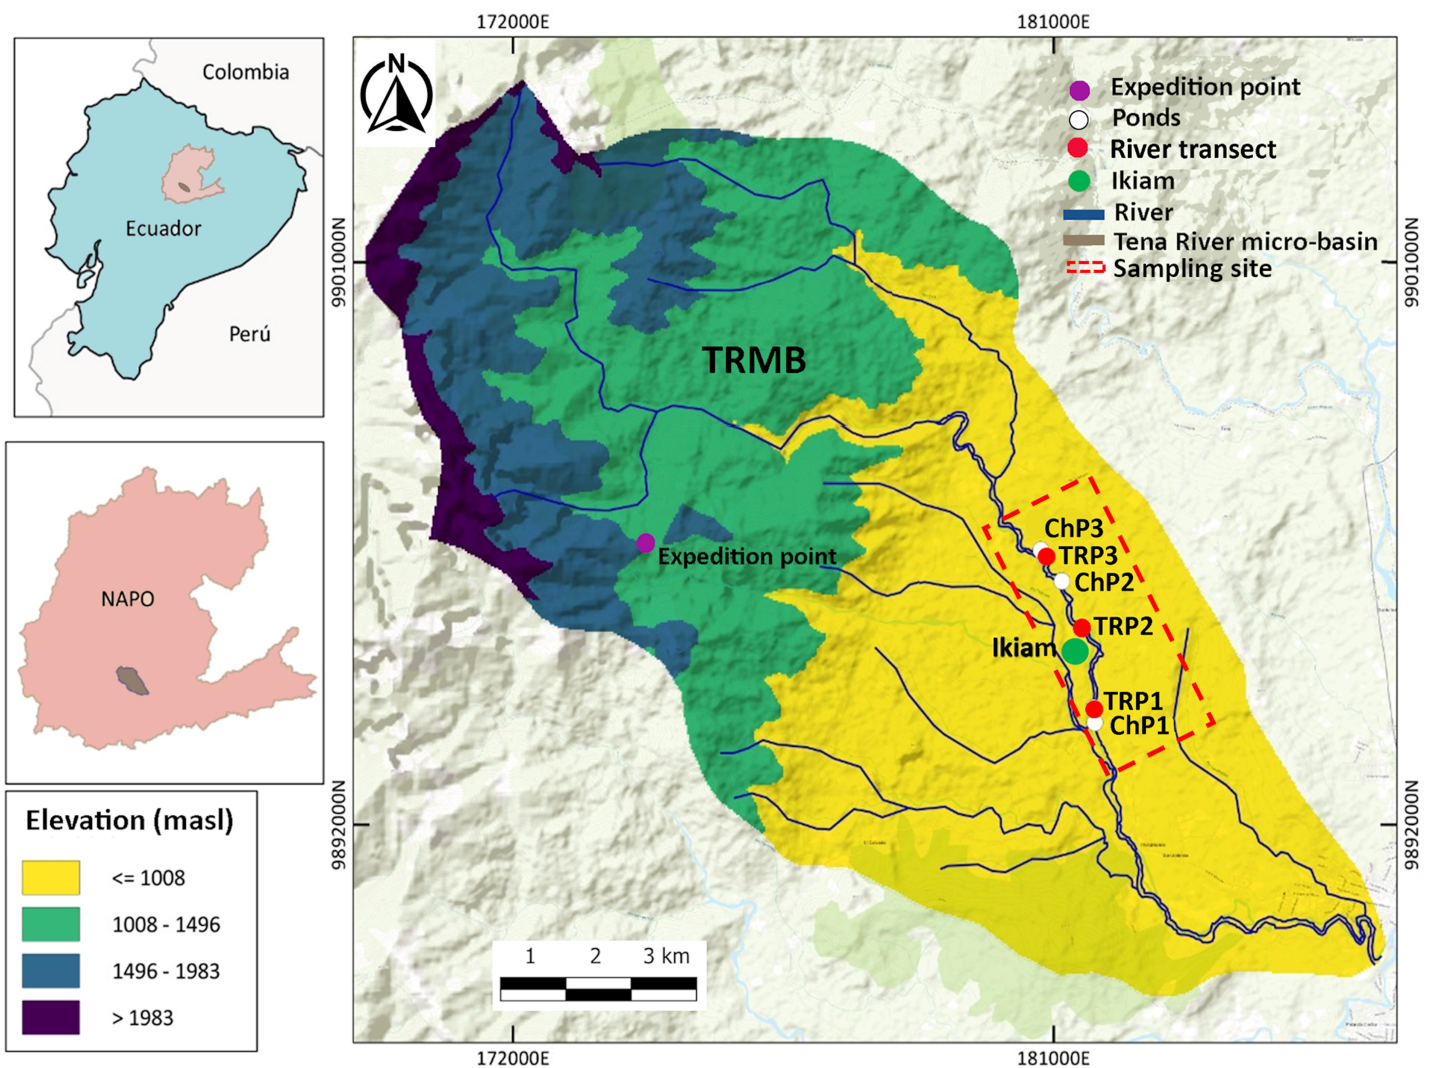 172000E
181000E
Colombia
Ecuador
Perú
N
Expedition point
Ponds
River transect
Ikiam
River
Tena River micro-basin
Sampling site
9901000N
9901000N
TRMB
NAPO
Expedition point
ChP3
TRP3
ChP2
TRP2
Ikiam
TRP1
ChP1
9892000N
9892000N
Elevation (masl)
<= 1008
1008 - 1496
1496 - 1983
> 1983
1
2
3 km
172000E
181000E